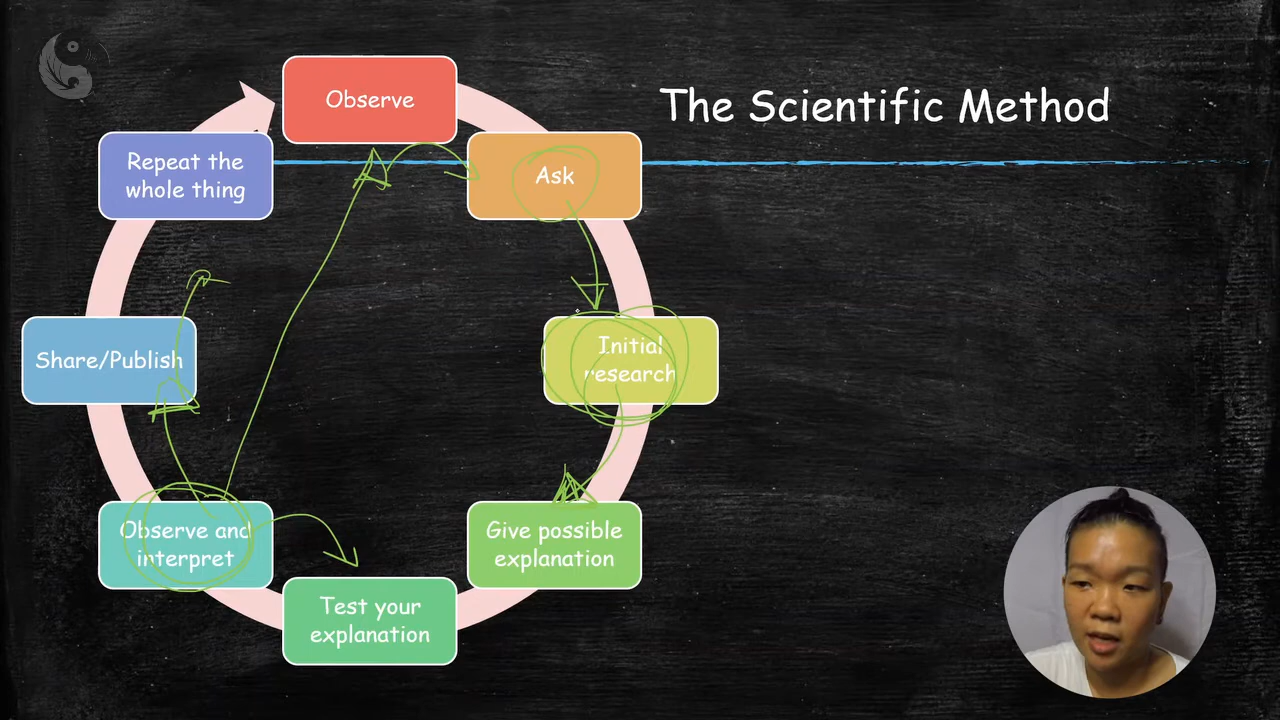 The Scientific Method
Observe
Ask
Initial
research
Give possible
explanation
Test your
explanation
Observe and
interpret
Share/Publish
Repeat the
whole thing